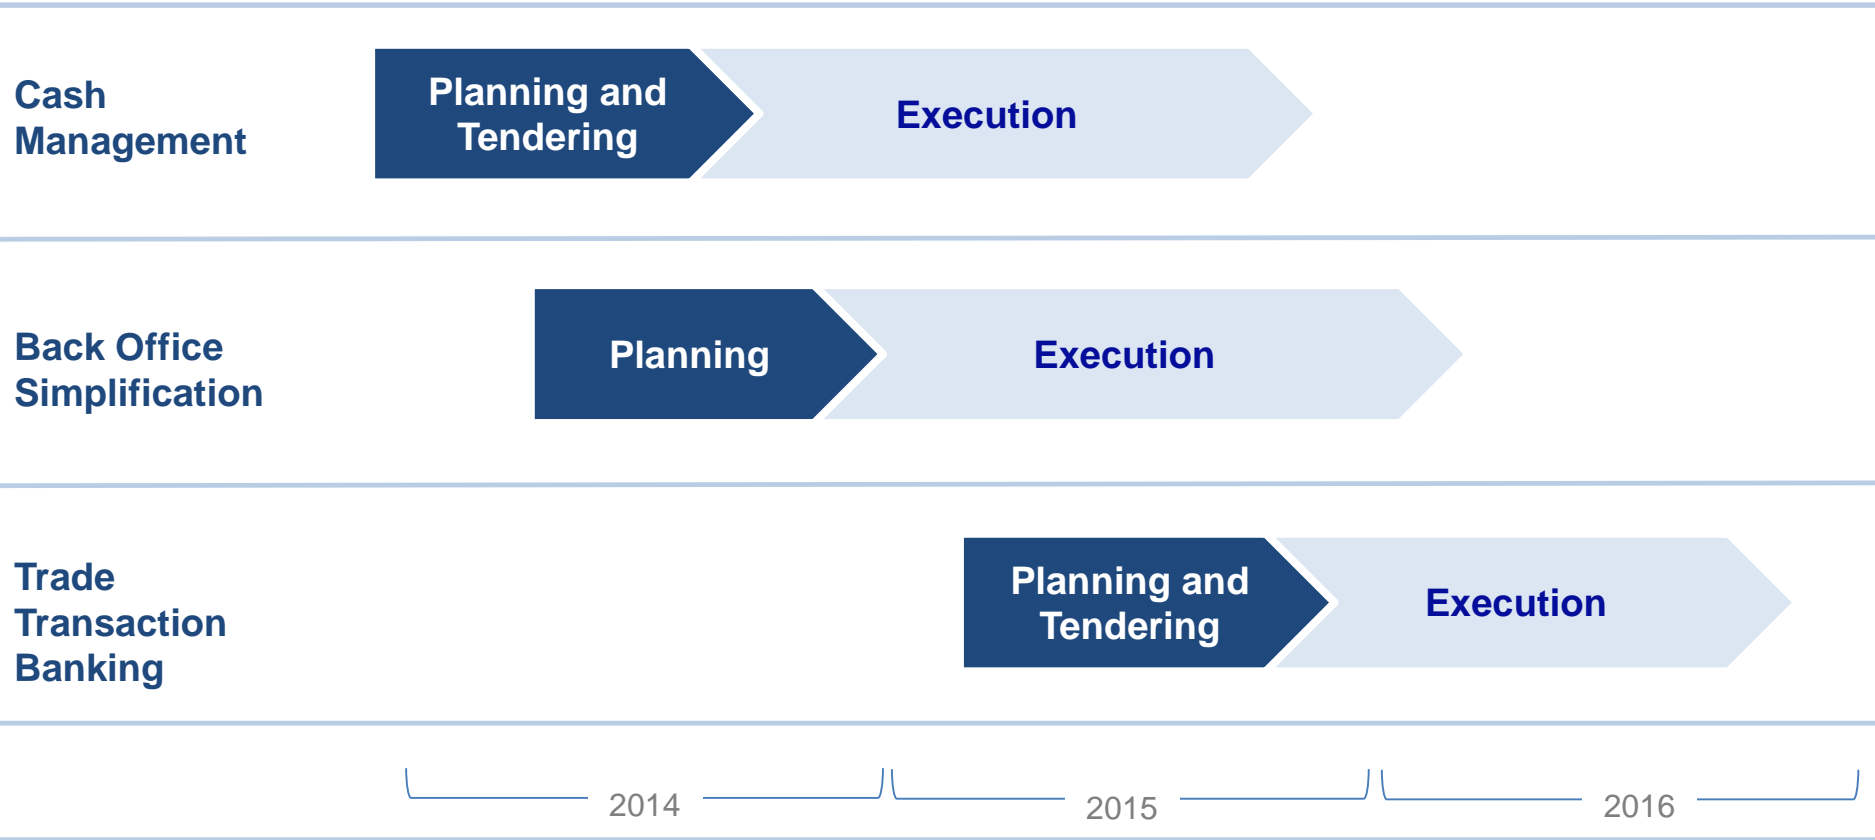 Cash
Management
Planning and
Tendering
Execution
Back Office
Simplification
Planning
Execution
Trade
Transaction
Banking
Planning and
Tendering
Execution
2014
2015
2016